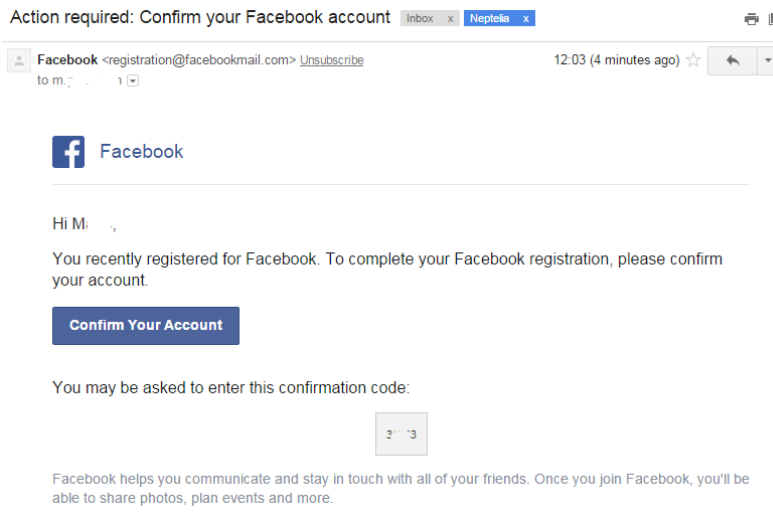 Action required: Confirm your Facebook account Inbox x Neptelia x
Facebook <registration@facebookmail.com> Unsubscribe 12:03 (4 minutes ago)
to
Facebook
Hi
You recently registered for Facebook. To complete your Facebook registration, please confirm
your account.
Confirm Your Account
You may be asked to enter this confirmation code:
Facebook helps you communicate and stay in touch with all of your friends. Once you join Facebook, you'll be
able to share photos, plan events and more.